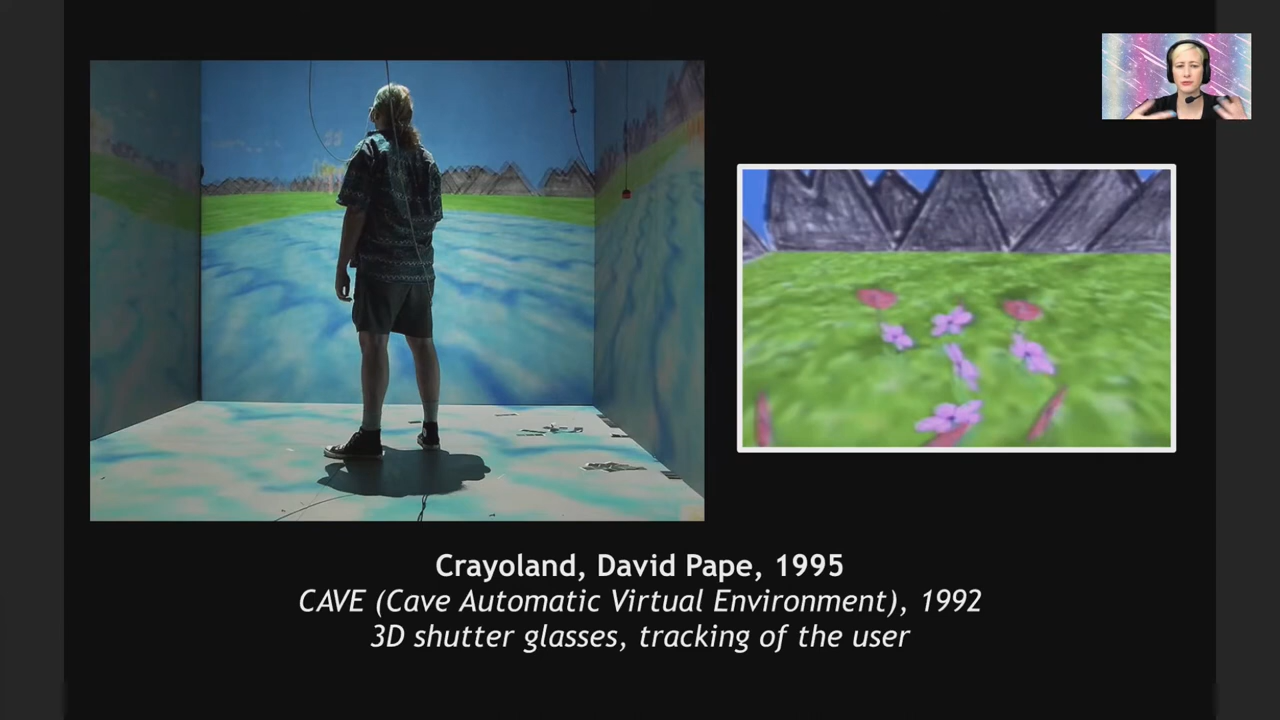 Crayoland, David Pape, 1995
CAVE (Cave Automatic Virtual Environment), 1992
3D shutter glasses, tracking of the user